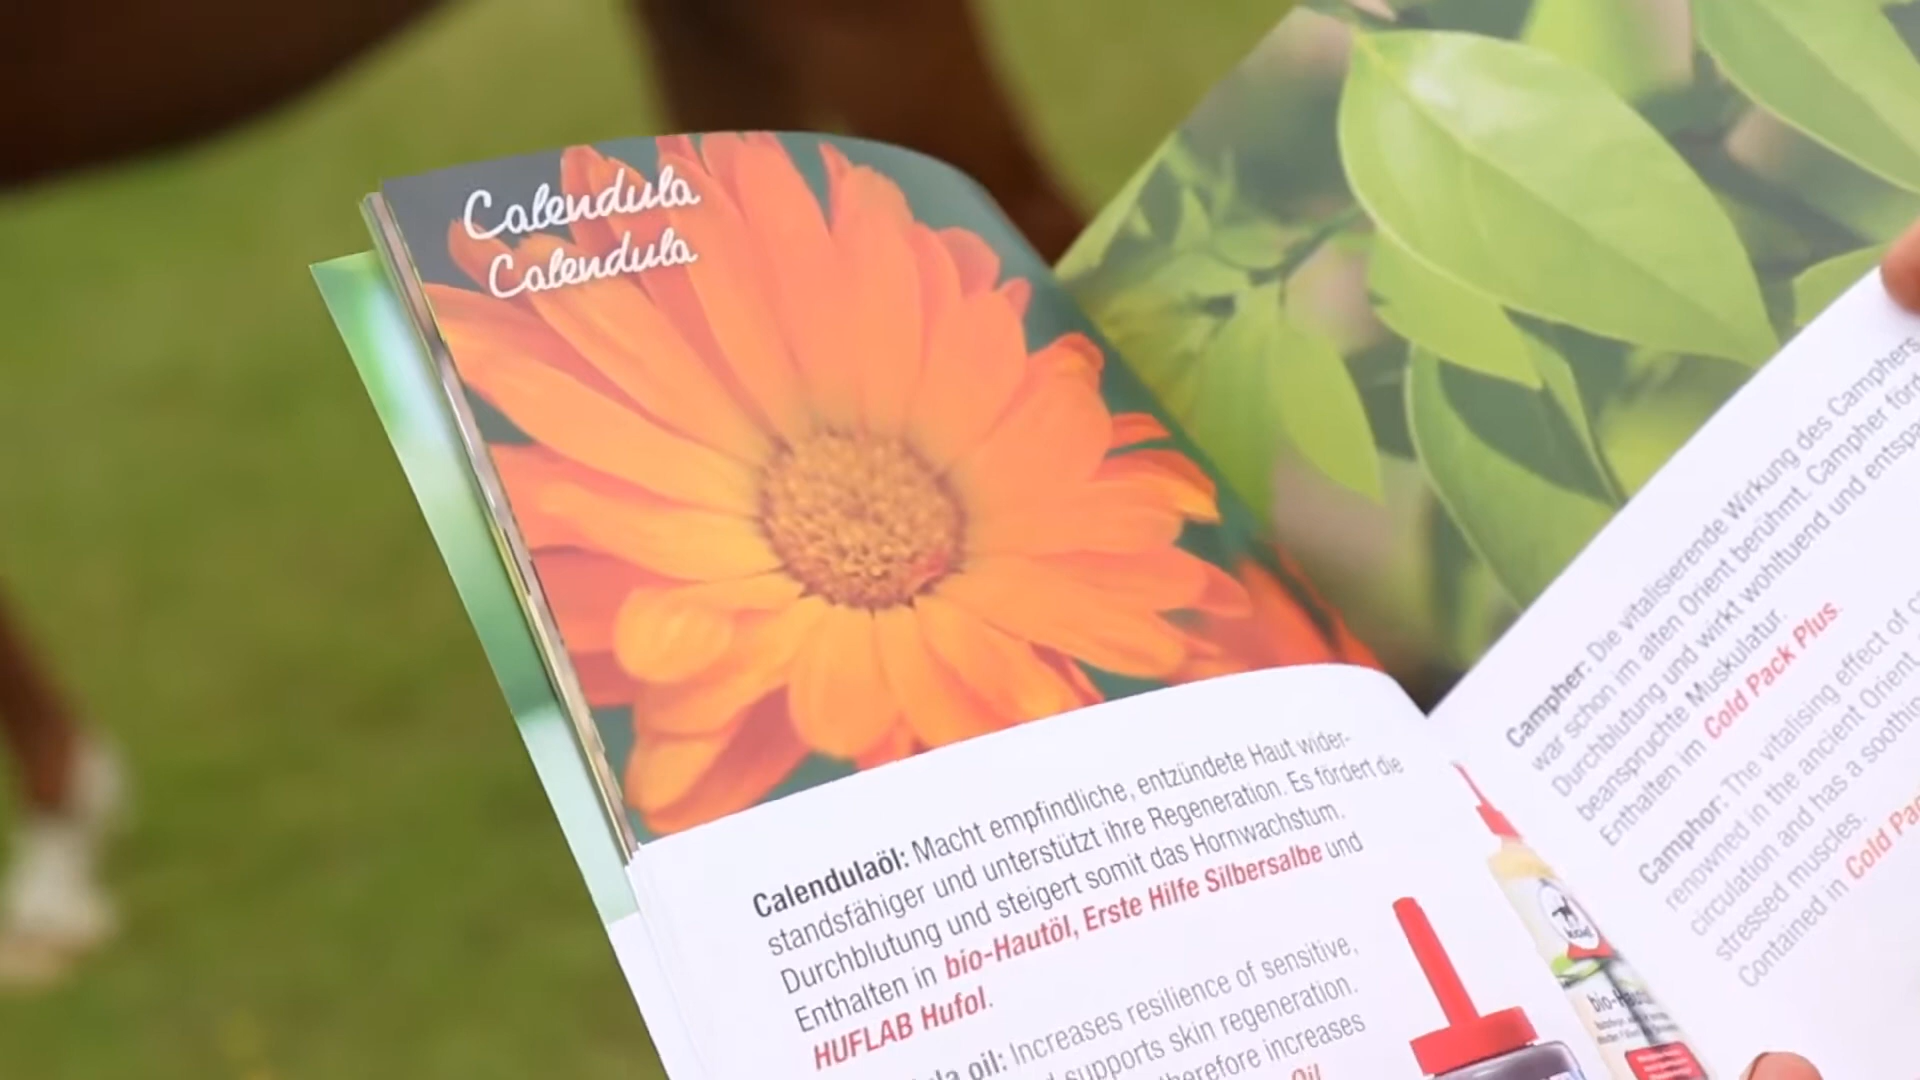 Calendula
Calendula
Calendulaöl: Macht empfindliche, entzündete Haut wider-
standsfähiger und unterstützt ihre Regeneration. Es fördert die
Durchblutung und steigert somit das Hornwachstum.
Enthalten in bio-Hautöl, Erste Hilfe Silbersalbe und
HUFLAB Hufol.
oil: Increases resilience of sensitive,
supports skin regeneration.
therefore increases
Oil
bio-
Campher: Die vitalisierende Wirkung des Camphers
war schon im alten Orient berühmt. Campher
Durchblutung und wirkt wohltuend und
beanspruchte Muskulatur.
Enthalten im Cold Pack Plus.
Camphor: The vitalising effect of
renowned in the ancient Orient.
circulation and has a
stressed muscles.
Contained in Cold